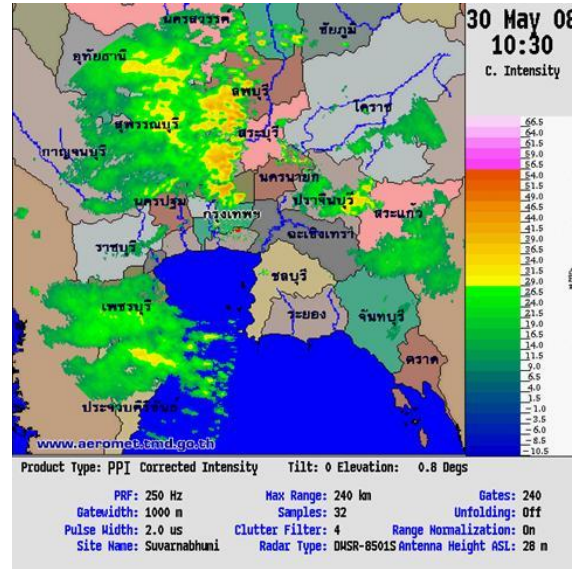 30 May 08
10:30
C. Intensity
นครสวรรค์
ชัยภูมิ
อุทัยธานี
ลพบุรี
โคราช
สุพรรณบุรี
สระบุรี
กาญจนบุรี
นครนายก
นครปฐม
ปราจีนบุรี
กรุงเทพฯ
สระแก้ว
ราชบุรี
ฉะเชิงเทรา
ชลบุรี
เพชรบุรี
ระยอง
จันทบุรี
ตราด
ประจวบคีรีขันธ์
www.aeromet.tmd.go.th
66.5
64.0
61.5
59.0
56.5
54.0
51.5
49.0
46.5
44.0
41.5
39.0
36.5
34.0
31.5
29.0
26.5
24.0
21.5
19.0
16.5
14.0
11.5
9.0
6.5
4.0
1.5
-1.0
-3.5
-6.0
-8.5
-10.5
Product Type: PPI Corrected Intensity Tilt: 0 Elevation: 0.8 Degs
PRF: 250 Hz Max Range: 240 km Gates: 240
Gatewidth: 1000 m Samples: 32 Unfolding: Off
Pulse Width: 2.0 us Clutter Filter: 4 Range Normalization: On
Site Name: Suvarnabhumi Radar Type: DWSR-8501S Antenna Height ASL: 28 m